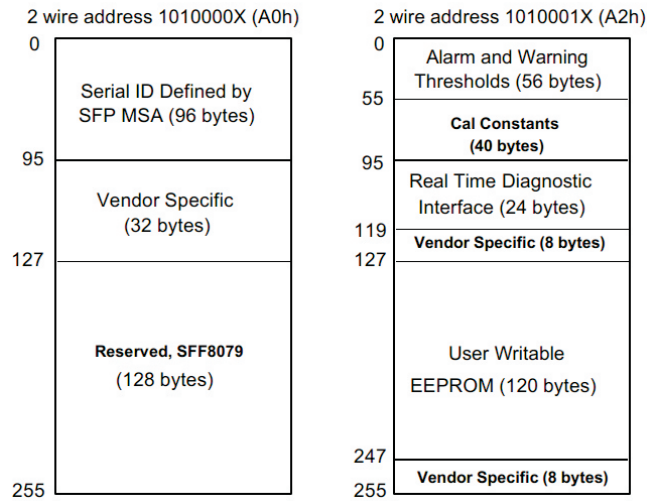 2 wire address 1010000X (A0h)
0
Serial ID Defined by
SFP MSA (96 bytes)
95
Vendor Specific
(32 bytes)
127
Reserved, SFF8079
(128 bytes)
255
2 wire address 1010001X (A2h)
0
Alarm and Warning
Thresholds (56 bytes)
55
Cal Constants
(40 bytes)
95
Real Time Diagnostic
Interface (24 bytes)
119
Vendor Specific (8 bytes)
127
User Writable
EEPROM (120 bytes)
247
Vendor Specific (8 bytes)
255